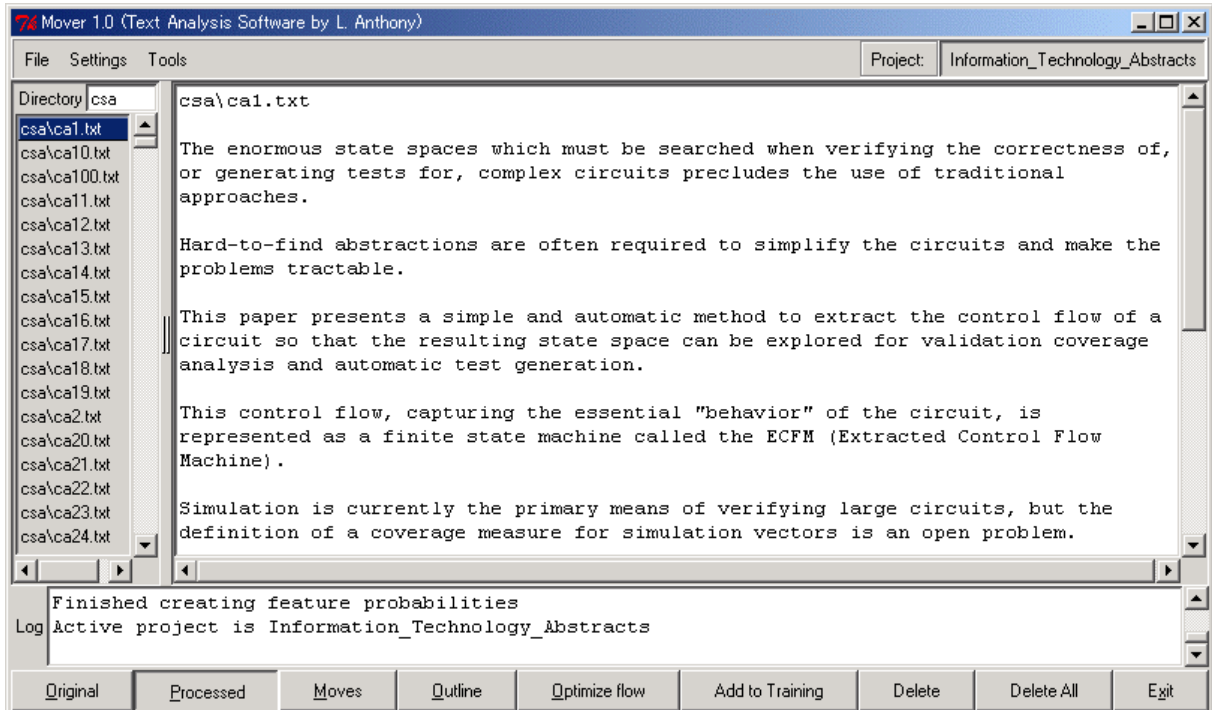 Mover 1.0 (Text Analysis Software by L. Anthony)
File Settings Tools
Project: Information_Technology_Abstracts
Directory csa
csa\ca1.txt
csa\ca10.txt
csa\ca100.txt
csa\ca11.txt
csa\ca12.txt
csa\ca13.txt
csa\ca14.txt
csa\ca15.txt
csa\ca16.txt
csa\ca17.txt
csa\ca18.txt
csa\ca19.txt
csa\ca2.txt
csa\ca20.txt
csa\ca21.txt
csa\ca22.txt
csa\ca23.txt
csa\ca24.txt
csa\ca1.txt
The enormous state spaces which must be searched when verifying the correctness of,
or generating tests for, complex circuits precludes the use of traditional
approaches.
Hard-to-find abstractions are often required to simplify the circuits and make the
problems tractable.
This paper presents a simple and automatic method to extract the control flow of a
circuit so that the resulting state space can be explored for validation coverage
analysis and automatic test generation.
This control flow, capturing the essential "behavior" of the circuit, is
represented as a finite state machine called the ECFM (Extracted Control Flow
Machine).
Simulation is currently the primary means of verifying large circuits, but the
definition of a coverage measure for simulation vectors is an open problem.
Log
Finished creating feature probabilities
Active project is Information_Technology_Abstracts
Original Processed Moves Outline Optimize flow Add to Training Delete Delete All Exit